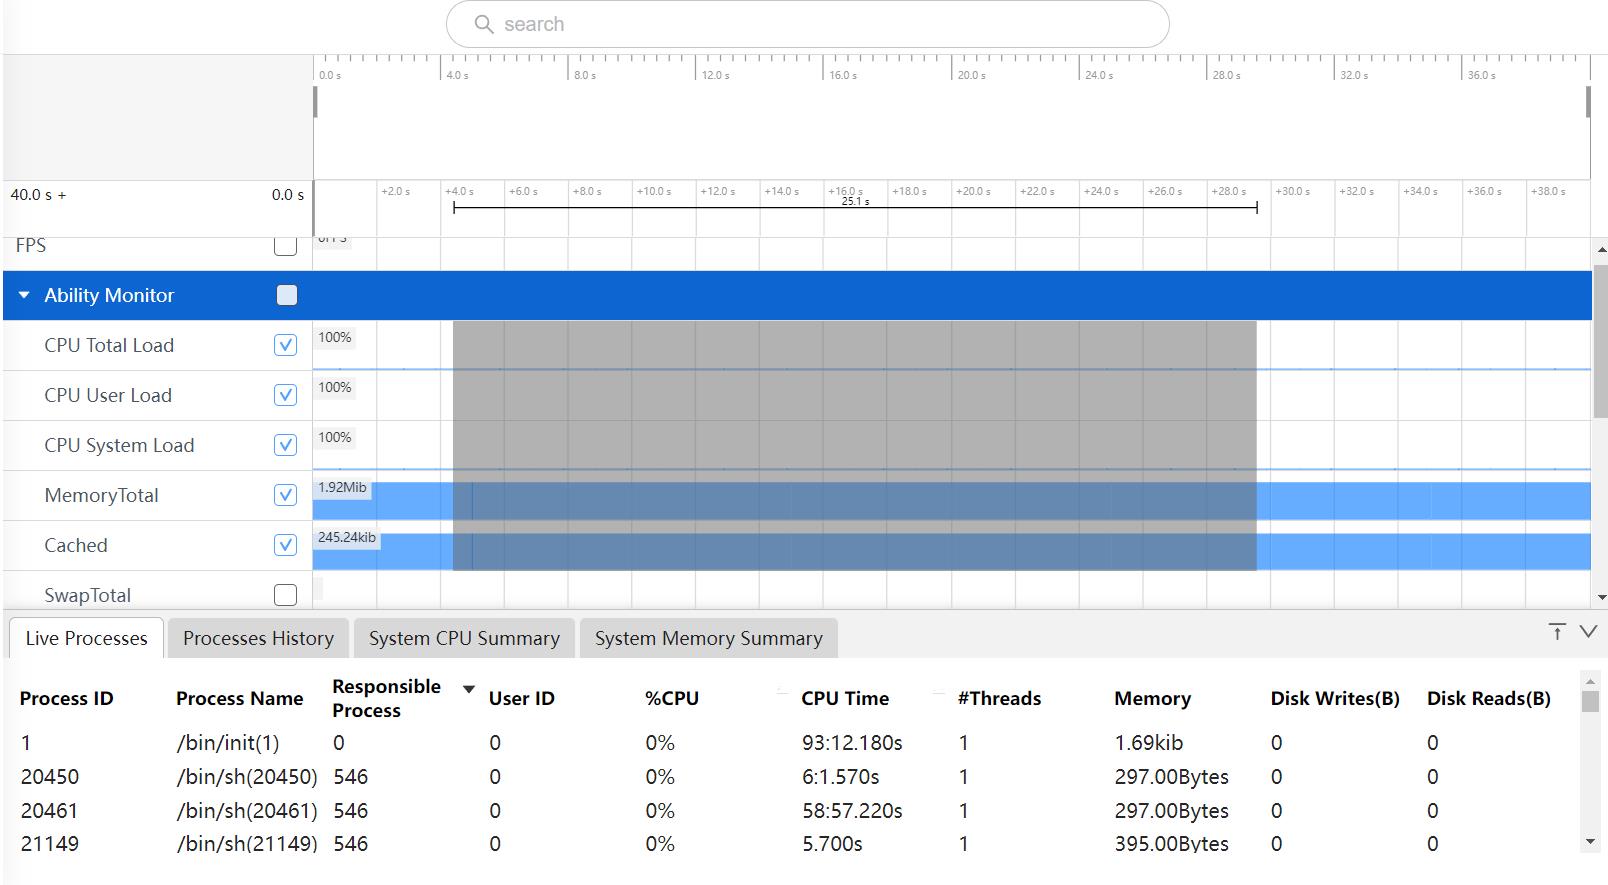 search
0.0 s 4.0 s 8.0 s 12.0 s 16.0 s 20.0 s 24.0 s 28.0 s 32.0 s 36.0 s
40.0 s + 0.0 s +2.0 s +4.0 s +6.0 s +8.0 s +10.0 s +12.0 s +14.0 s +16.0 s +18.0 s +20.0 s +22.0 s +24.0 s +26.0 s +28.0 s +30.0 s +32.0 s +34.0 s +36.0 s +38.0 s
25.1 s
FPS
Ability Monitor
CPU Total Load 100%
CPU User Load 100%
CPU System Load 100%
MemoryTotal 1.92Mib
Cached 245.24kib
SwapTotal
Live Processes Processes History System CPU Summary System Memory Summary
Process ID Process Name Responsible Process User ID %CPU CPU Time #Threads Memory Disk Writes(B) Disk Reads(B)
1 /bin/init(1) 0 0 0% 93:12.180s 1 1.69kib 0 0
20450 /bin/sh(20450) 546 0 0% 6:1.570s 1 297.00Bytes 0 0
20461 /bin/sh(20461) 546 0 0% 58:57.220s 1 297.00Bytes 0 0
21149 /bin/sh(21149) 546 0 0% 5.700s 1 395.00Bytes 0 0